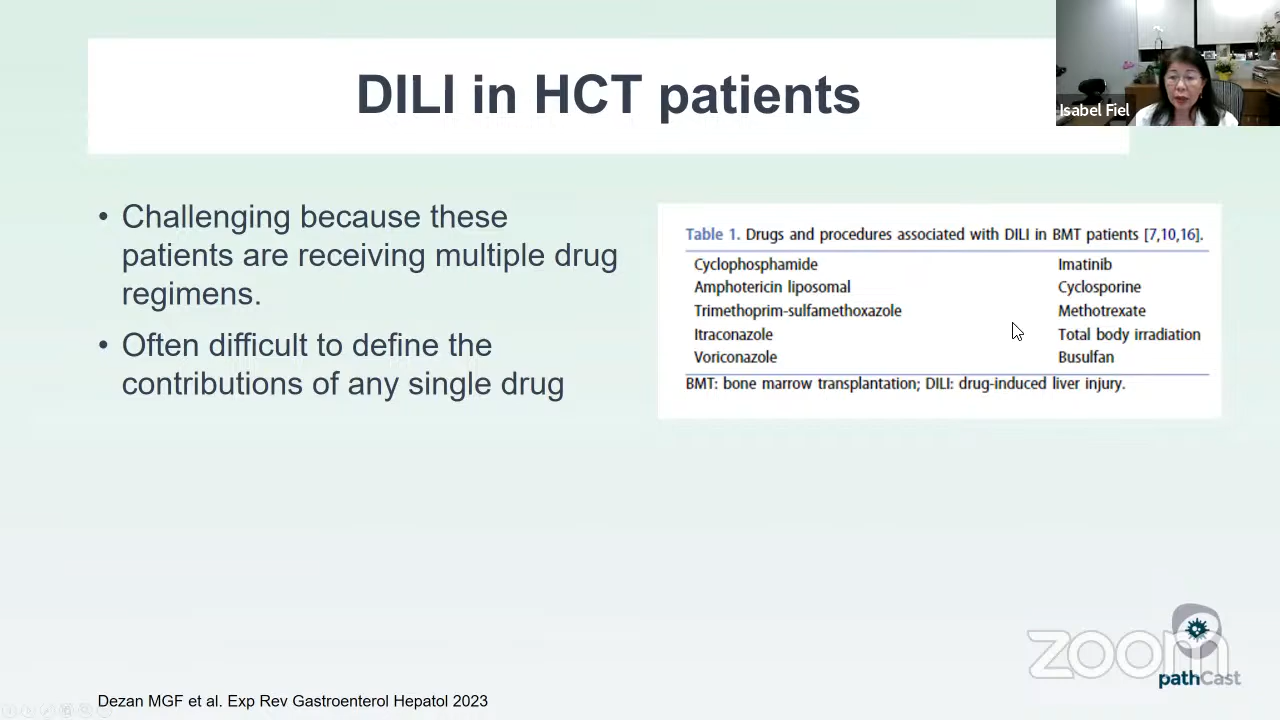 DILI in HCT patients
Isabel Fiel
• Challenging because these
patients are receiving multiple drug
regimens.
• Often difficult to define the
contributions of any single drug
Table 1. Drugs and procedures associated with DILI in BMT patients [7,10,16].
Cyclophosphamide Imatinib
Amphotericin liposomal Cyclosporine
Trimethoprim-sulfamethoxazole Methotrexate
Itraconazole Total body irradiation
Voriconazole Busulfan
BMT: bone marrow transplantation; DILI: drug-induced liver injury.
zoom
pathCast
Dezan MGF et al. Exp Rev Gastroenterol Hepatol 2023